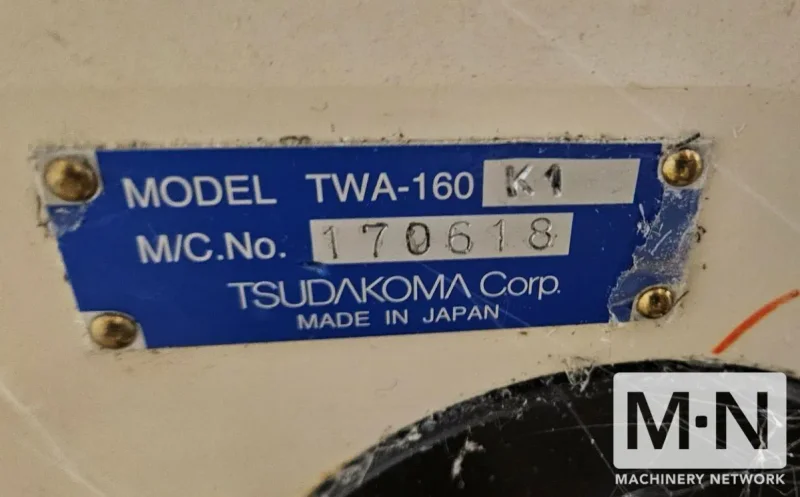 MODEL TWA-160 K1
M/C.No. 170618
TSUDAKOMA Corp.
MADE IN JAPAN
M·N
MACHINERY NETWORK